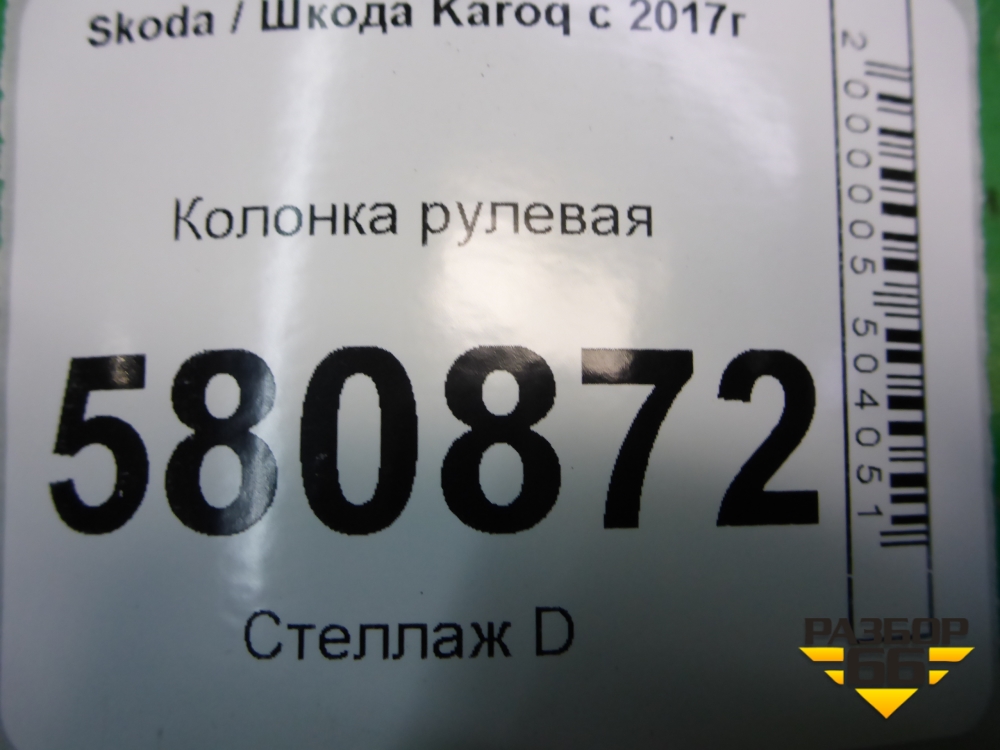 Skoda / Шкода Karoq с 2017г
Колонка рулевая
580872
Стеллаж D
2000005504051
РАЗБОР
66